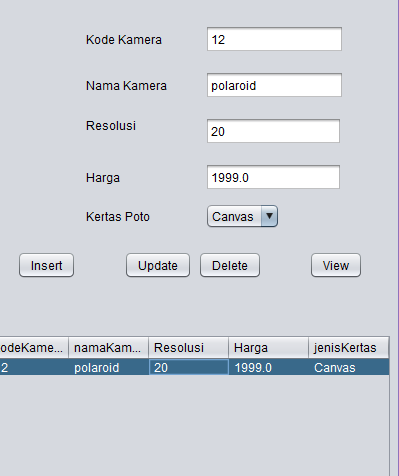 Kode Kamera 12
Nama Kamera polaroid
Resolusi 20
Harga 1999.0
Kertas Poto Canvas
Insert Update Delete View
odeKame... namaKam... Resolusi Harga jenisKertas
2 polaroid 20 1999.0 Canvas